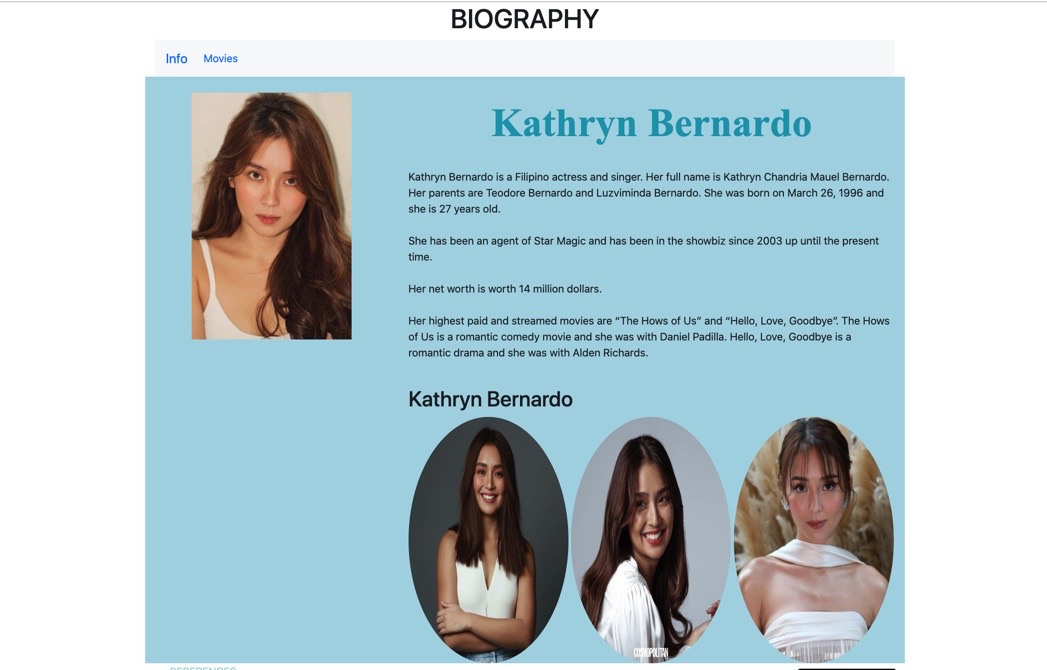 BIOGRAPHY
Info Movies
Kathryn Bernardo
Kathryn Bernardo is a Filipino actress and singer. Her full name is Kathryn Chandria Mauel Bernardo.
Her parents are Teodore Bernardo and Luzviminda Bernardo. She was born on March 26, 1996 and
she is 27 years old.
She has been an agent of Star Magic and has been in the showbiz since 2003 up until the present
time.
Her net worth is worth 14 million dollars.
Her highest paid and streamed movies are “The Hows of Us” and “Hello, Love, Goodbye”. The Hows
of Us is a romantic comedy movie and she was with Daniel Padilla. Hello, Love, Goodbye is a
romantic drama and she was with Alden Richards.
Kathryn Bernardo
COSMOPOLITAN
REFERENCES